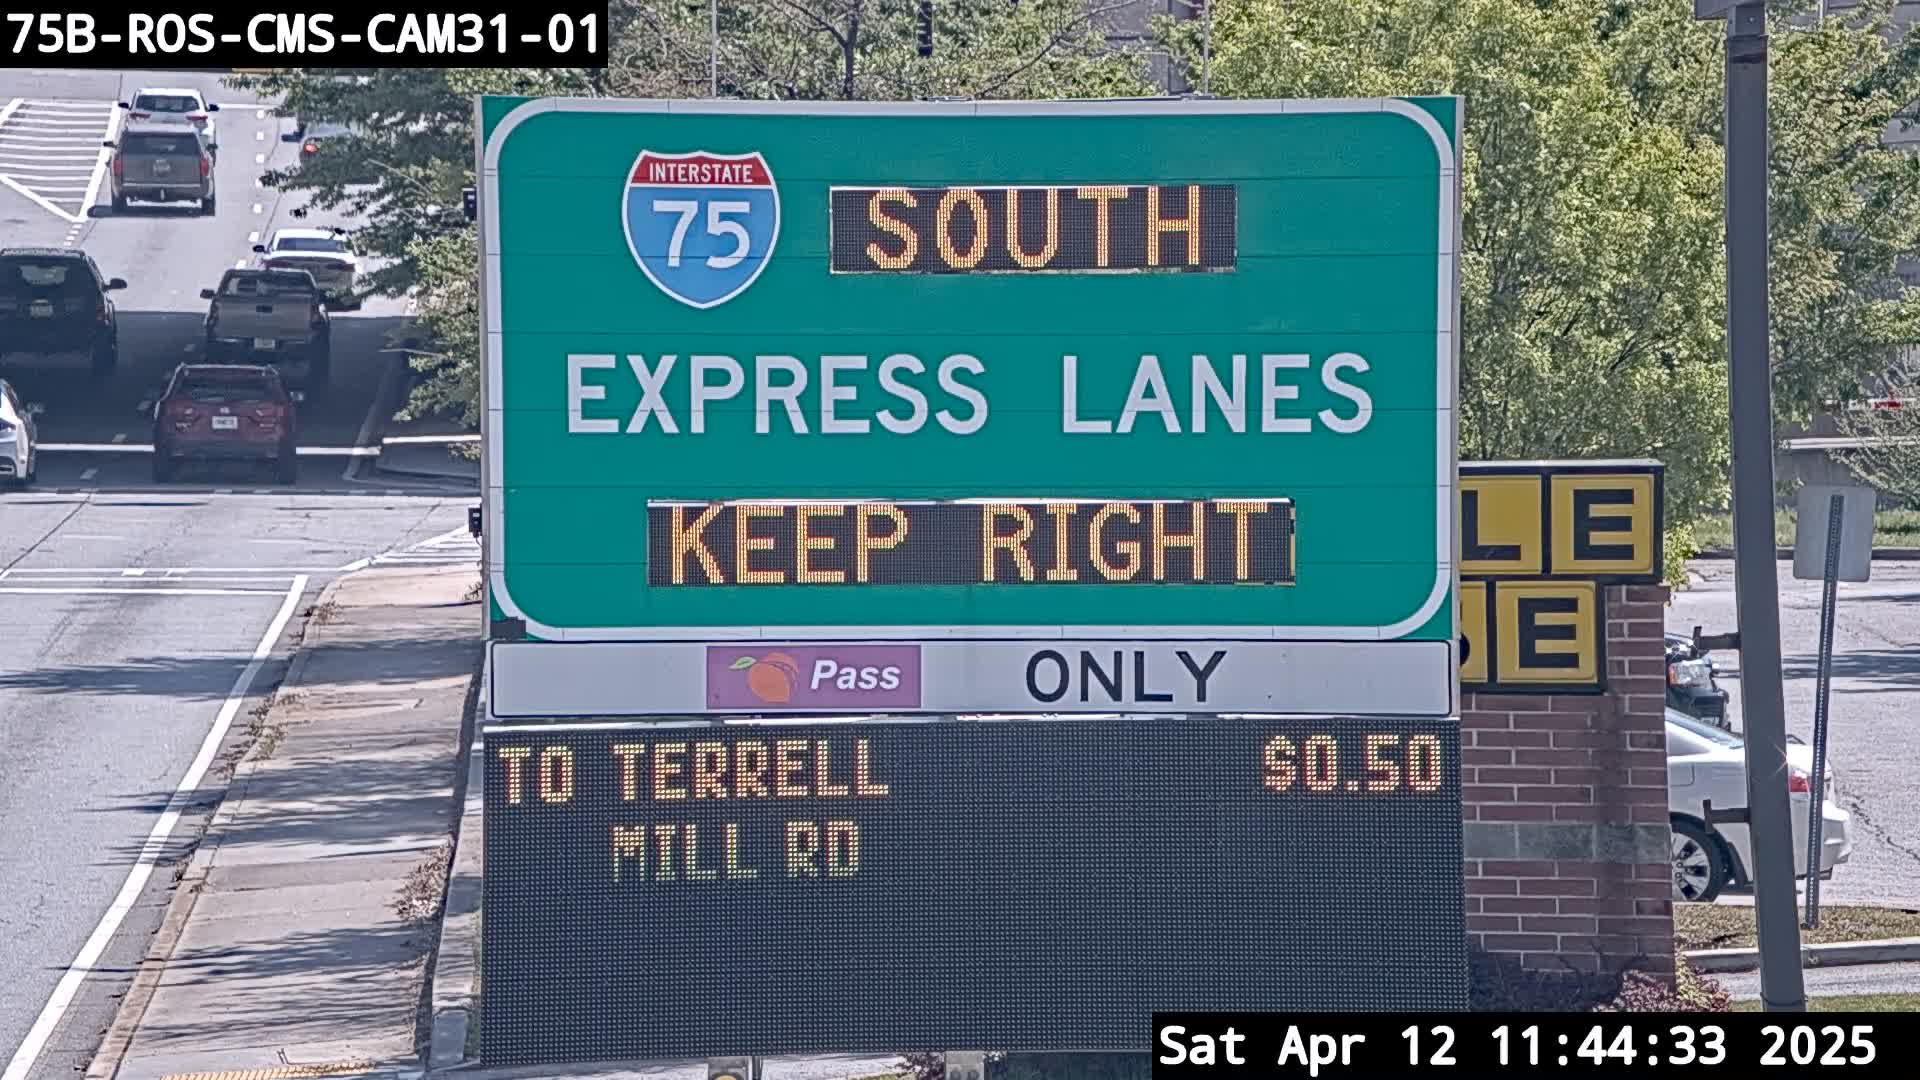 75B-ROS-CMS-CAM31-01
INTERSTATE
75
SOUTH
EXPRESS LANES
KEEP RIGHT
Pass ONLY
TO TERRELL $0.50
MILL RD
LE
E
Sat Apr 12 11:44:33 2025